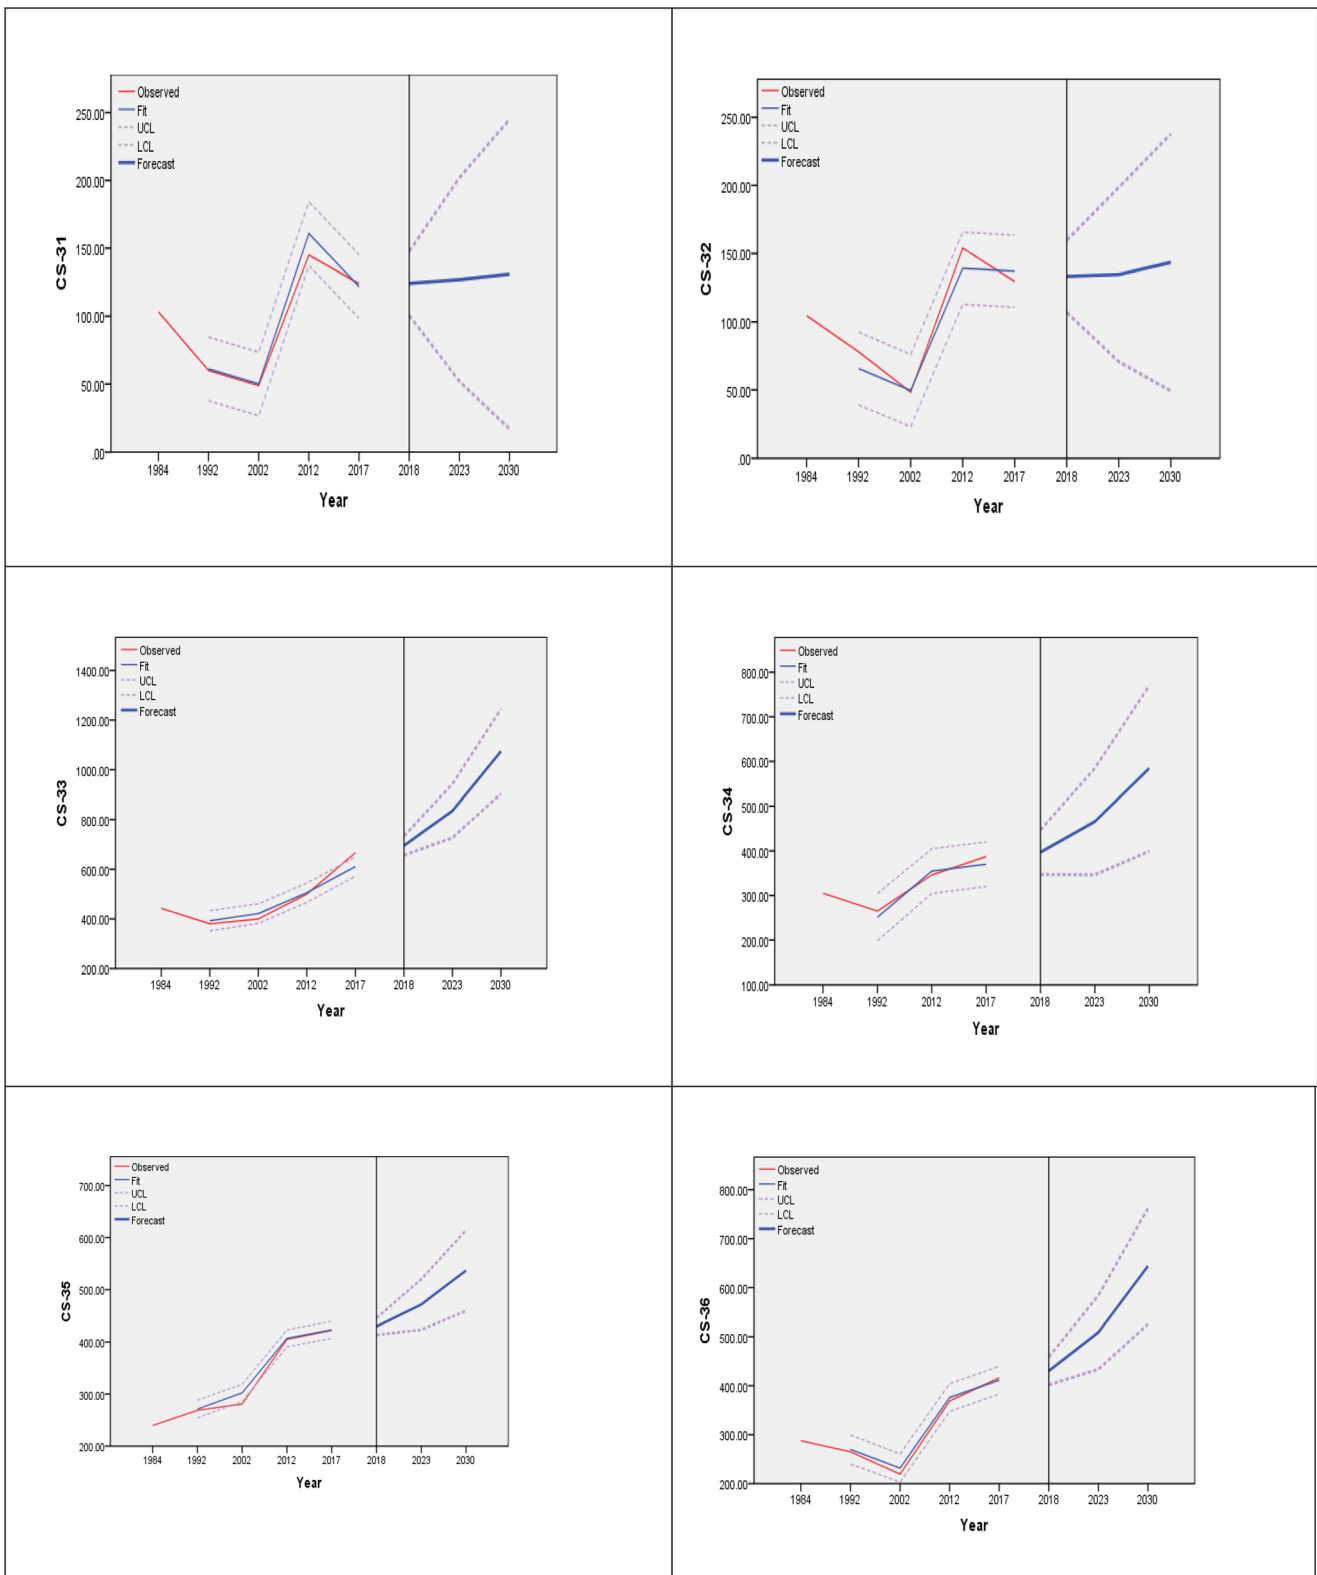 Observed
Fit
UCL
LCL
Forecast
250.00
200.00
150.00
100.00
50.00
.00
CS-31
1984 1992 2002 2012 2017 2018 2023 2030
Year
Observed
Fit
UCL
LCL
Forecast
250.00
200.00
150.00
100.00
50.00
.00
CS-32
1984 1992 2002 2012 2017 2018 2023 2030
Year
Observed
Fit
UCL
LCL
Forecast
1400.00
1200.00
1000.00
800.00
600.00
400.00
200.00
CS-33
1984 1992 2002 2012 2017 2018 2023 2030
Year
Observed
Fit
UCL
LCL
Forecast
800.00
700.00
600.00
500.00
400.00
300.00
200.00
100.00
CS-34
1984 1992 2012 2017 2018 2023 2030
Year
Observed
Fit
UCL
LCL
Forecast
700.00
600.00
500.00
400.00
300.00
200.00
CS-35
1984 1992 2002 2012 2017 2018 2023 2030
Year
Observed
Fit
UCL
LCL
Forecast
800.00
700.00
600.00
500.00
400.00
300.00
200.00
CS-36
1984 1992 2002 2012 2017 2018 2023 2030
Year